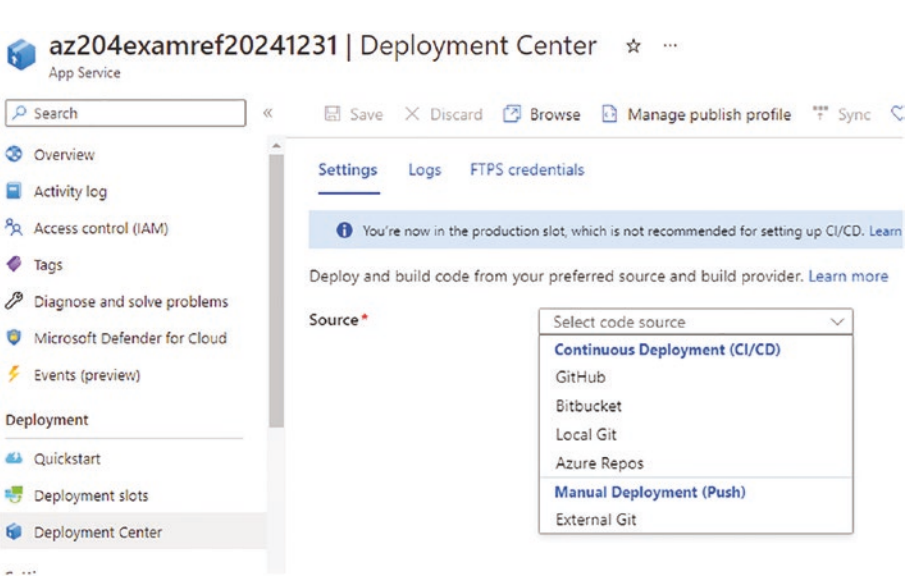 az204examref20241231 | Deployment Center ☆ ...
App Service
Search
«
Save
Discard
Browse
Manage publish profile
Sync
Overview
Activity log
Access control (IAM)
Tags
Diagnose and solve problems
Microsoft Defender for Cloud
Events (preview)
Deployment
Quickstart
Deployment slots
Deployment Center
Settings
Logs
FTPS credentials
You're now in the production slot, which is not recommended for setting up CI/CD. Learn
Deploy and build code from your preferred source and build provider. Learn more
Source*
Select code source
Continuous Deployment (CI/CD)
GitHub
Bitbucket
Local Git
Azure Repos
Manual Deployment (Push)
External Git